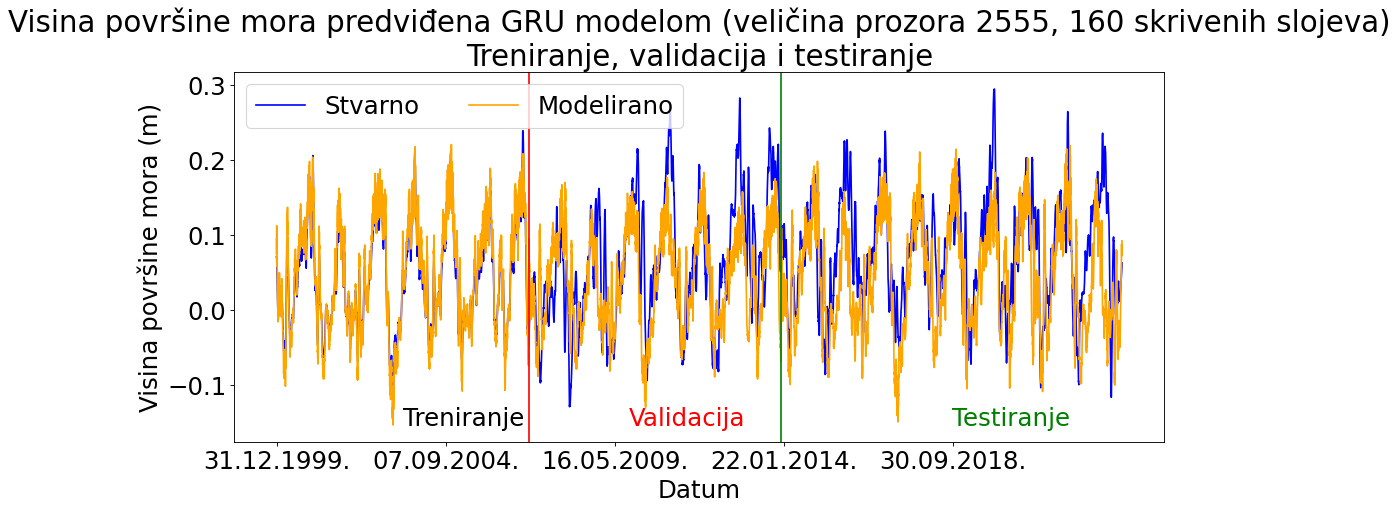 Visina površine mora predviđena GRU modelom (veličina prozora 2555, 160 skrivenih slojeva)
Treniranje, validacija i testiranje
Stvarno Modelirano
Visina površine mora (m)
0.3
0.2
0.1
0.0
−0.1
Treniranje Validacija Testiranje
31.12.1999. 07.09.2004. 16.05.2009. 22.01.2014. 30.09.2018.
Datum